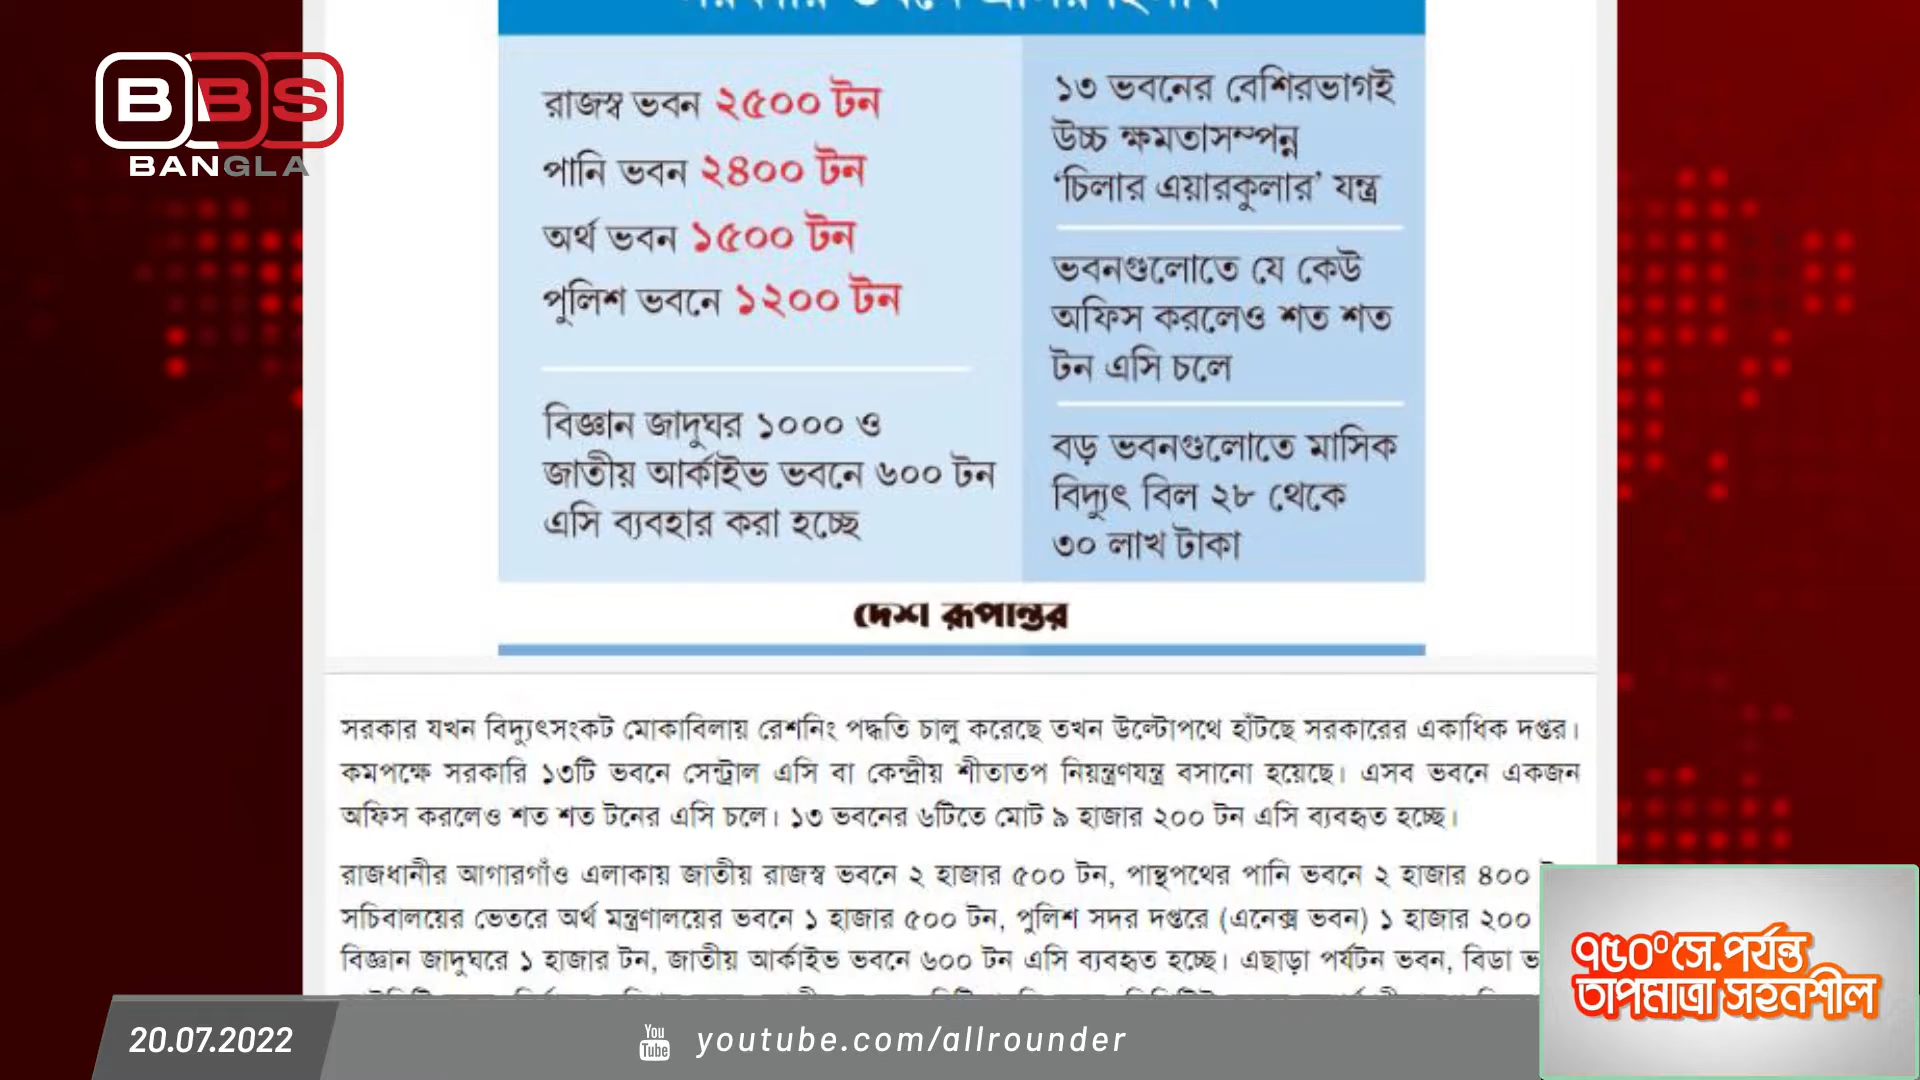 BBS
BANGLA
রাজস্ব ভবন ২৫০০ টন
পানি ভবন ২৪০০ টন
অর্থ ভবন ১৫০০ টন
পুলিশ ভবনে ১২০০ টন
বিজ্ঞান জাদুঘর ১০০০ ও
জাতীয় আর্কাইভ ভবনে ৬০০ টন
এসি ব্যবহার করা হচ্ছে
১৩ ভবনের বেশিরভাগই
উচ্চ ক্ষমতাসম্পন্ন
‘চিলার এয়ারকুলার’ যন্ত্র
ভবনগুলোতে যে কেউ
অফিস করলেও শত শত
টন এসি চলে
বড় ভবনগুলোতে মাসিক
বিদ্যুৎ বিল ২৮ থেকে
৩০ লাখ টাকা
দেশ রূপান্তর
সরকার যখন বিদ্যুৎসংকট মোকাবিলায় রেশনিং পদ্ধতি চালু করেছে তখন উল্টোপথে হাঁটছে সরকারের একাধিক দপ্তর।
কমপক্ষে সরকারি ১৩টি ভবনে সেন্ট্রাল এসি বা কেন্দ্রীয় শীতাতপ নিয়ন্ত্রণযন্ত্র বসানো হয়েছে। এসব ভবনে একজন
অফিস করলেও শত শত টনের এসি চলে। ১৩ ভবনের ৬টিতে মোট ৯ হাজার ২০০ টন এসি ব্যবহৃত হচ্ছে।
রাজধানীর আগারগাঁও এলাকায় জাতীয় রাজস্ব ভবনে ২ হাজার ৫০০ টন, পান্থপথের পানি ভবনে ২ হাজার ৪০০
সচিবালয়ের ভেতরে অর্থ মন্ত্রণালয়ের ভবনে ১ হাজার ৫০০ টন, পুলিশ সদর দপ্তরে (এনেক্স ভবন) ১ হাজার ২০০
বিজ্ঞান জাদুঘরে ১ হাজার টন, জাতীয় আর্কাইভ ভবনে ৬০০ টন এসি ব্যবহৃত হচ্ছে। এছাড়া পর্যটন ভবন, বিডা
৭৫০° সে. পর্যন্ত
তাপমাত্রা সহনশীল
20.07.2022
You Tube youtube.com/allrounder